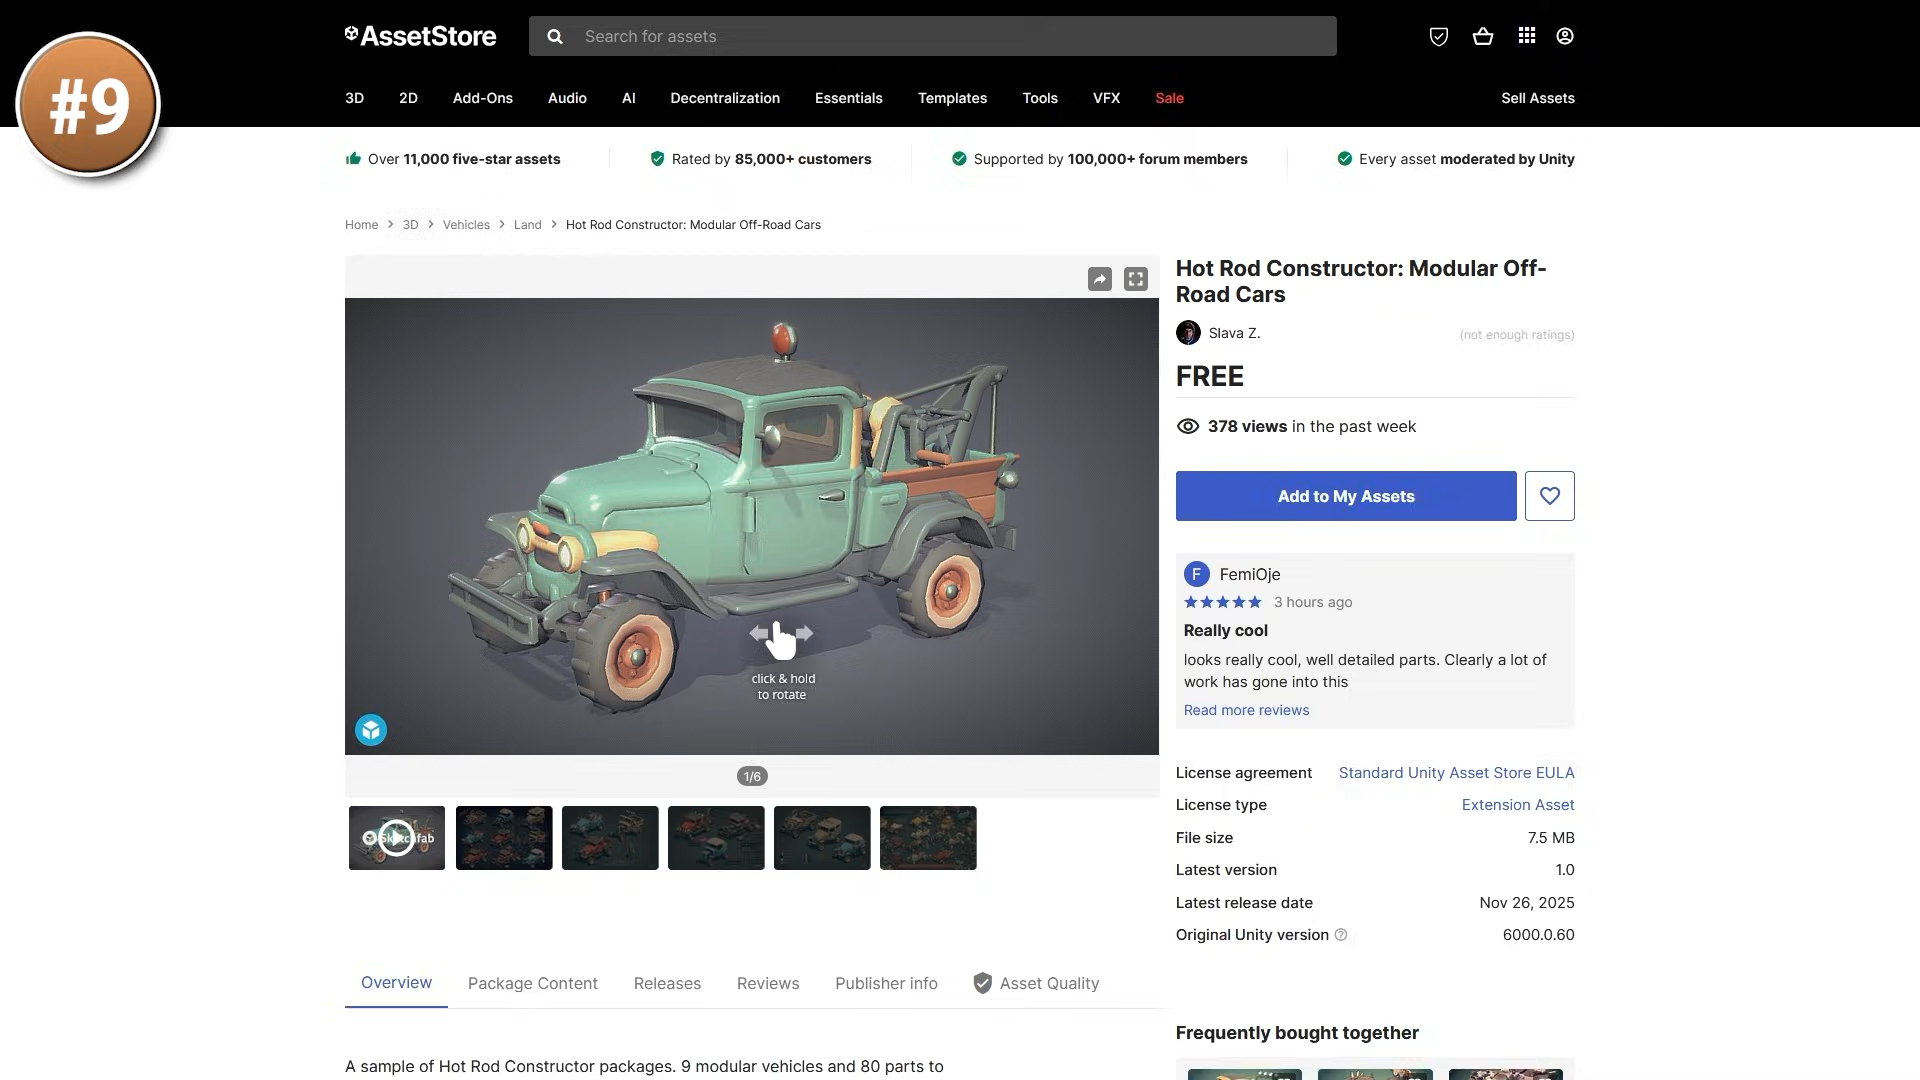 #9
AssetStore
Search for assets
3D 2D Add-Ons Audio AI Decentralization Essentials Templates Tools VFX Sale Sell Assets
Over 11,000 five-star assets Rated by 85,000+ customers Supported by 100,000+ forum members Every asset moderated by Unity
Home > 3D > Vehicles > Land > Hot Rod Constructor: Modular Off-Road Cars
click & hold
to rotate
1/6
Sketchfab
Hot Rod Constructor: Modular Off-
Road Cars
Slava Z. (not enough ratings)
FREE
378 views in the past week
Add to My Assets
F FemiOje
3 hours ago
Really cool
looks really cool, well detailed parts. Clearly a lot of
work has gone into this
Read more reviews
License agreement Standard Unity Asset Store EULA
License type Extension Asset
File size 7.5 MB
Latest version 1.0
Latest release date Nov 26, 2025
Original Unity version 6000.0.60
Overview Package Content Releases Reviews Publisher info Asset Quality
Frequently bought together
A sample of Hot Rod Constructor packages. 9 modular vehicles and 80 parts to